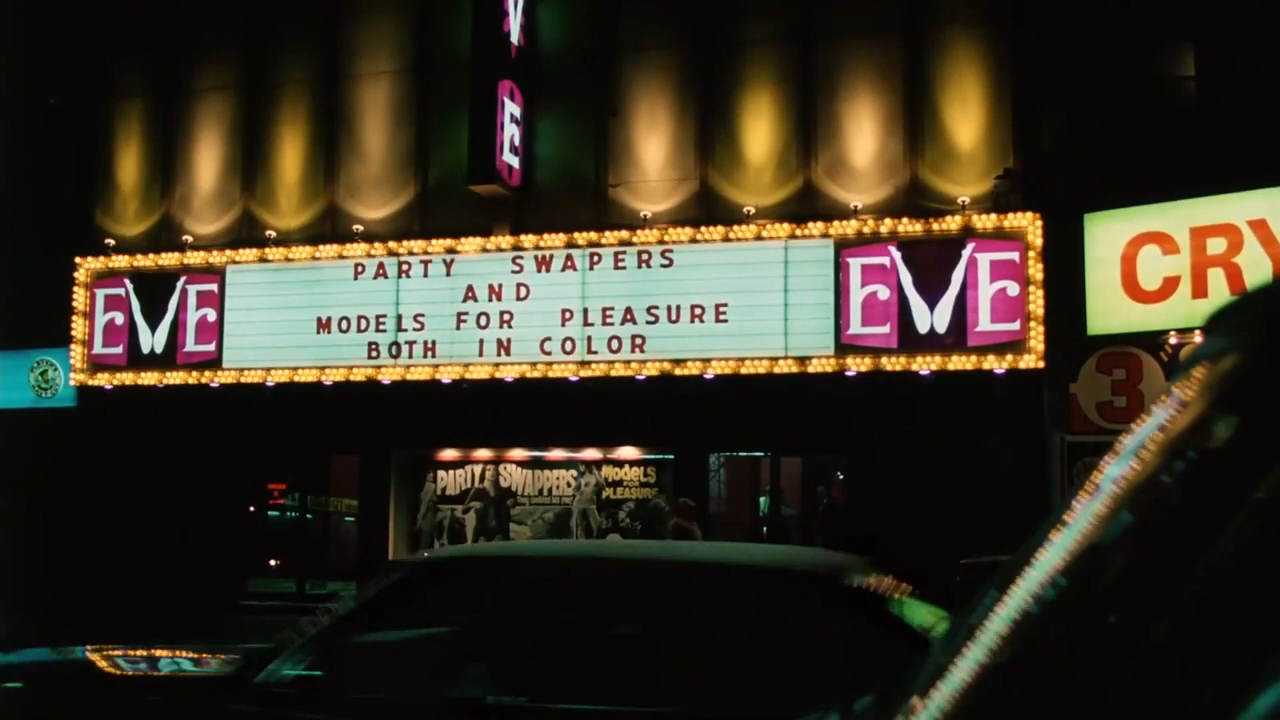 V
E
EVE
PARTY SWAPERS
AND
MODELS FOR PLEASURE
BOTH IN COLOR
EVE
CRY
3
PARTY SWAPPERS
MODELS
FOR
PLEASURE